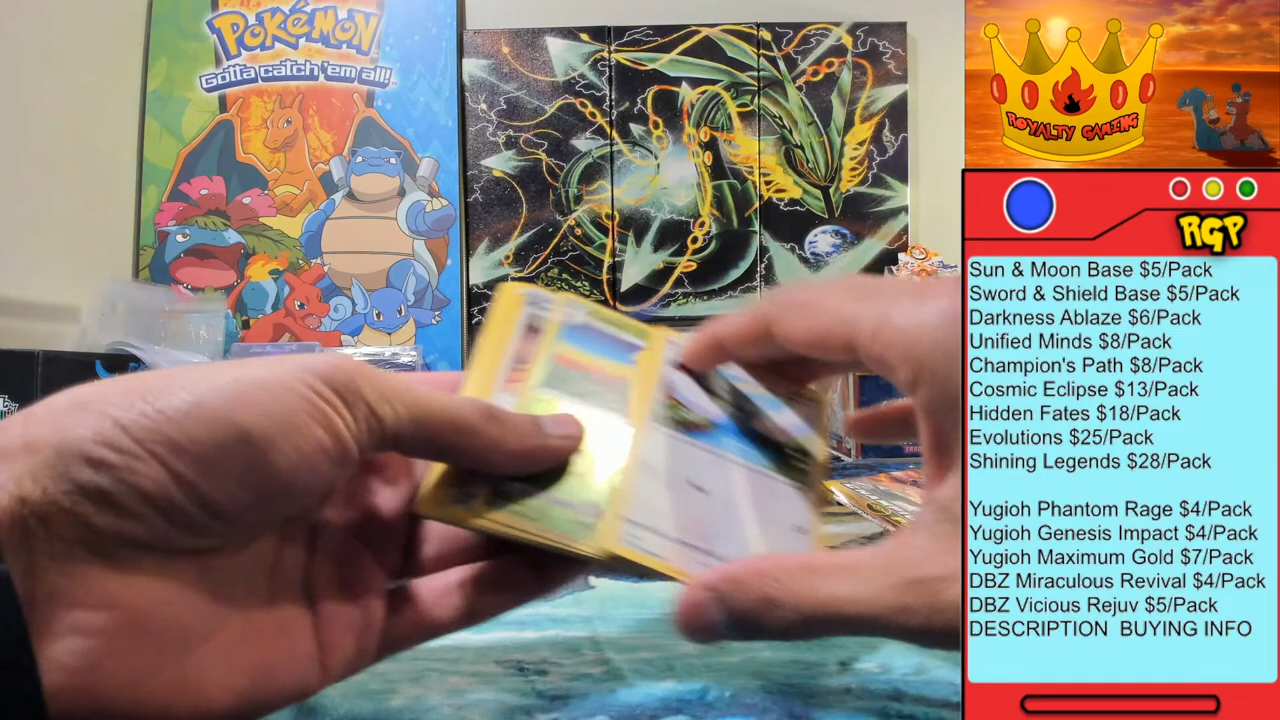 POKéMON
Gotta catch 'em all!
ROYALTY GAMING
RGP
Sun & Moon Base $5/Pack
Sword & Shield Base $5/Pack
Darkness Ablaze $6/Pack
Unified Minds $8/Pack
Champion's Path $8/Pack
Cosmic Eclipse $13/Pack
Hidden Fates $18/Pack
Evolutions $25/Pack
Shining Legends $28/Pack
Yugioh Phantom Rage $4/Pack
Yugioh Genesis Impact $4/Pack
Yugioh Maximum Gold $7/Pack
DBZ Miraculous Revival $4/Pack
DBZ Vicious Rejuv $5/Pack
DESCRIPTION BUYING INFO